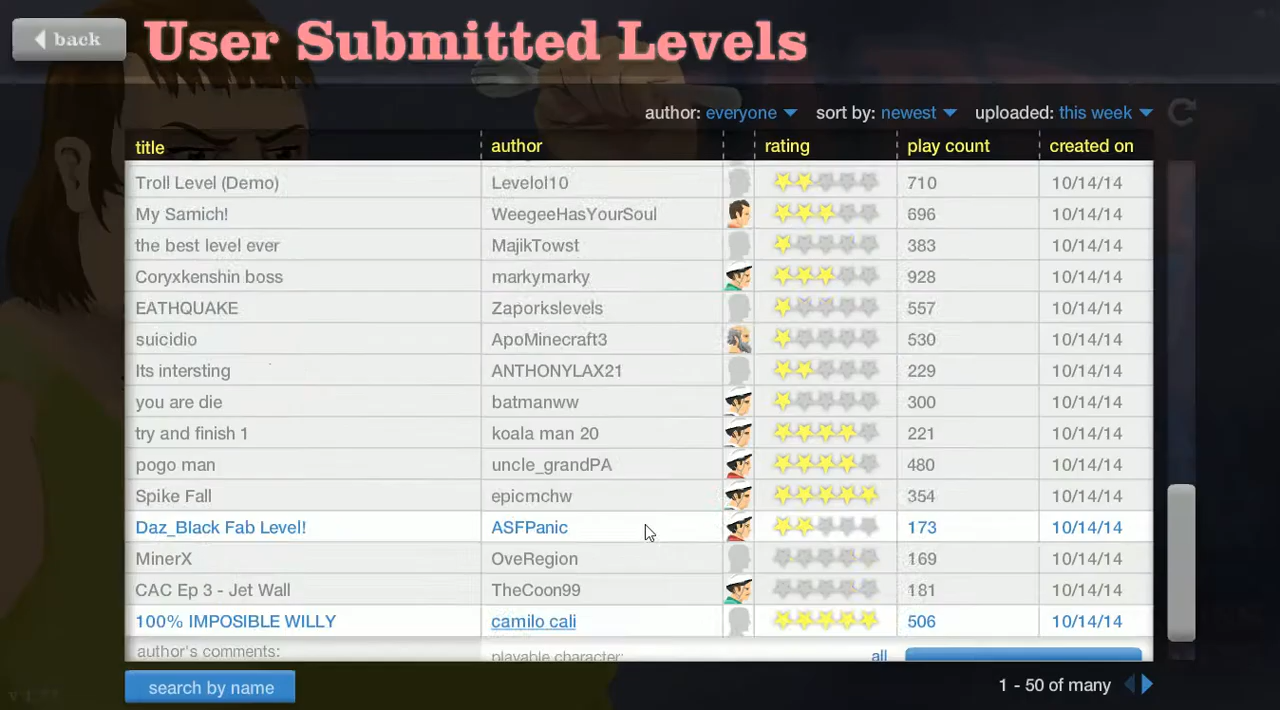 back
User Submitted Levels
author: everyone sort by: newest uploaded: this week
title author rating play count created on
Troll Level (Demo) Levelol10 710 10/14/14
My Samich! WeegeeHasYourSoul 696 10/14/14
the best level ever MajikTowst 383 10/14/14
Coryxkenshin boss markymarky 928 10/14/14
EATHQUAKE Zaporkslevels 557 10/14/14
suicidio ApoMinecraft3 530 10/14/14
Its intersting ANTHONYLAX21 229 10/14/14
you are die batmanww 300 10/14/14
try and finish 1 koala man 20 221 10/14/14
pogo man uncle_grandPA 480 10/14/14
Spike Fall epicmchw 354 10/14/14
Daz_Black Fab Level! ASFPanic 173 10/14/14
MinerX OveRegion 169 10/14/14
CAC Ep 3 - Jet Wall TheCoon99 181 10/14/14
100% IMPOSIBLE WILLY camilo cali 506 10/14/14
author's comments: playable character: all
search by name 1 - 50 of many